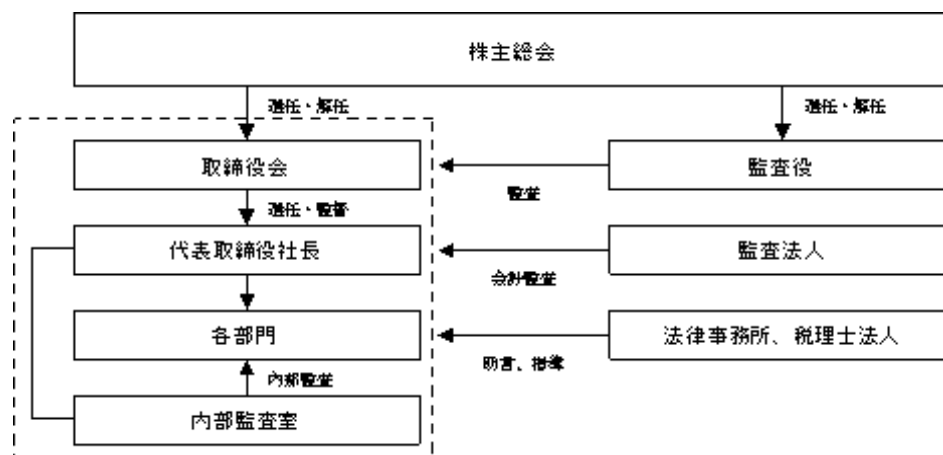 株主総会
選任・解任
選任・解任
取締役会
監査役
監査
選任・監督
代表取締役社長
監査法人
会計監査
各部門
法律事務所、税理士法人
助言、指導
内部監査
内部監査室